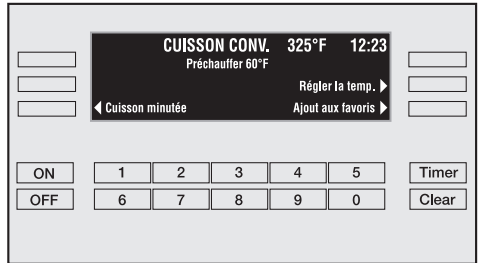 CUISSON CONV. 325°F 12:23
Préchauffer 60°F
Régler la temp.
Cuisson minutée Ajout aux favoris
ON 1 2 3 4 5 Timer
OFF 6 7 8 9 0 Clear